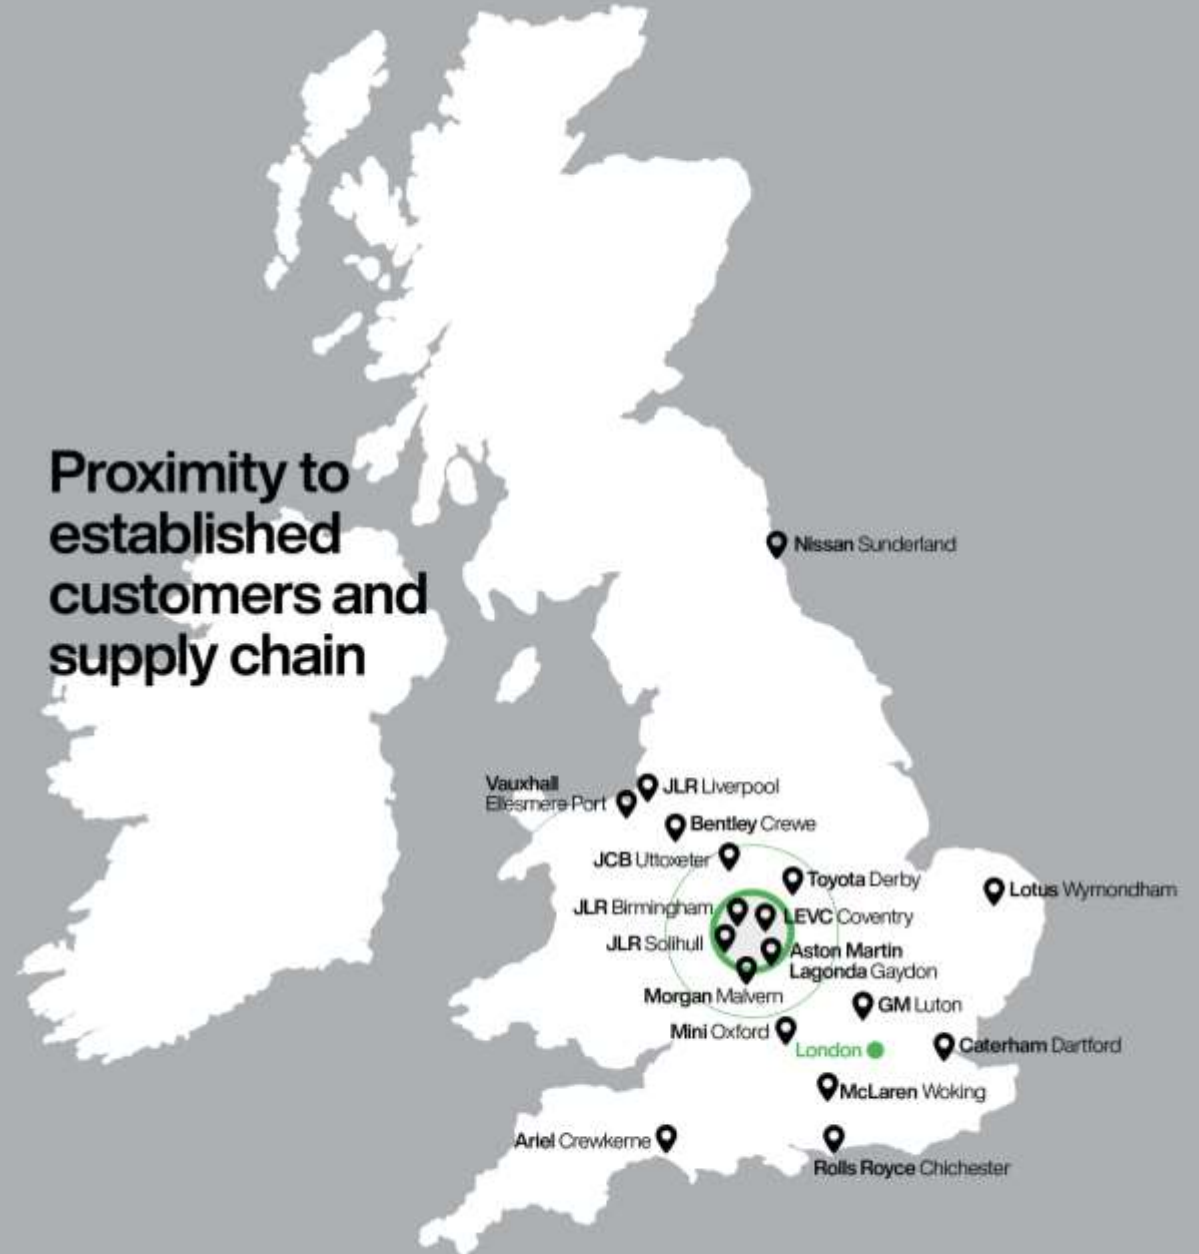 Proximity to
established
customers and
supply chain
Nissan Sunderland
Vauxhall
Ellesmere Port
JLR Liverpool
Bentley Crewe
JCB Uttoxeter
Toyota Derby
Lotus Wymondham
JLR Birmingham
LEVC Coventry
JLR Solihull
Aston Martin
Lagonda Gaydon
Morgan Malvern
GM Luton
Mini Oxford
London
Caterham Dartford
McLaren Woking
Ariel Crewkerne
Rolls Royce Chichester